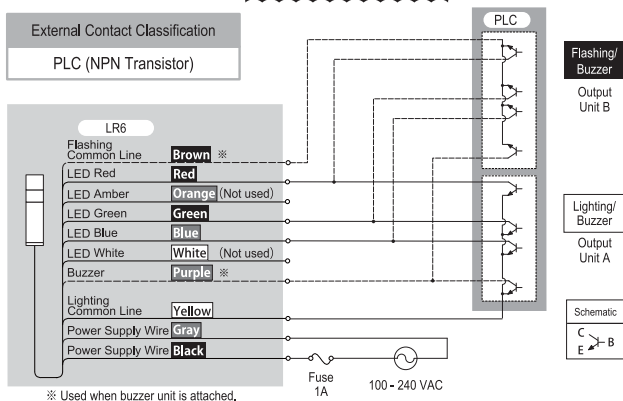 External Contact Classification
PLC (NPN Transistor)
PLC
Flashing/
Buzzer
Output
Unit B
LR6
Flashing
Common Line Brown ※
LED Red Red
LED Amber Orange (Not used)
LED Green Green
LED Blue Blue
LED White White (Not used)
Buzzer Purple ※
Lighting
Common Line Yellow
Power Supply Wire Gray
Power Supply Wire Black
※ Used when buzzer unit is attached.
Fuse
1A
100 - 240 VAC
Lighting/
Buzzer
Output
Unit A
Schematic
C
B
E